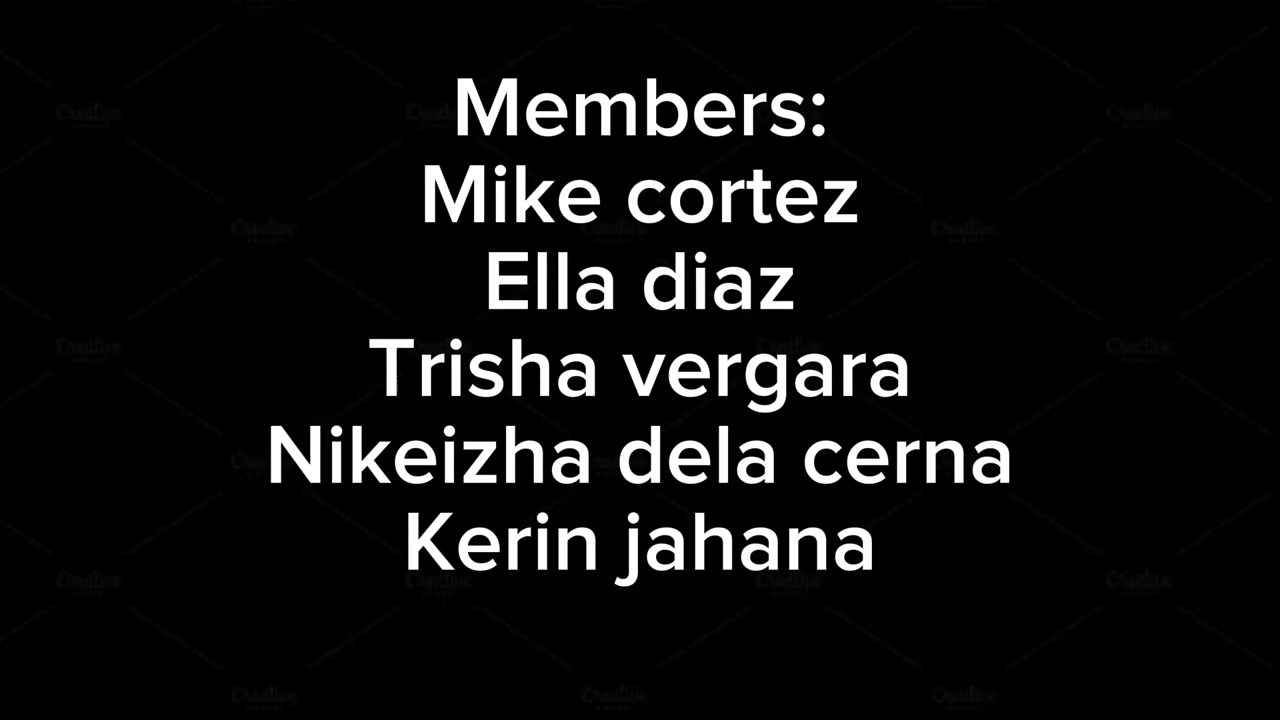 Members:
Mike cortez
Ella diaz
Trisha vergara
Nikeizha dela cerna
Kerin jahana